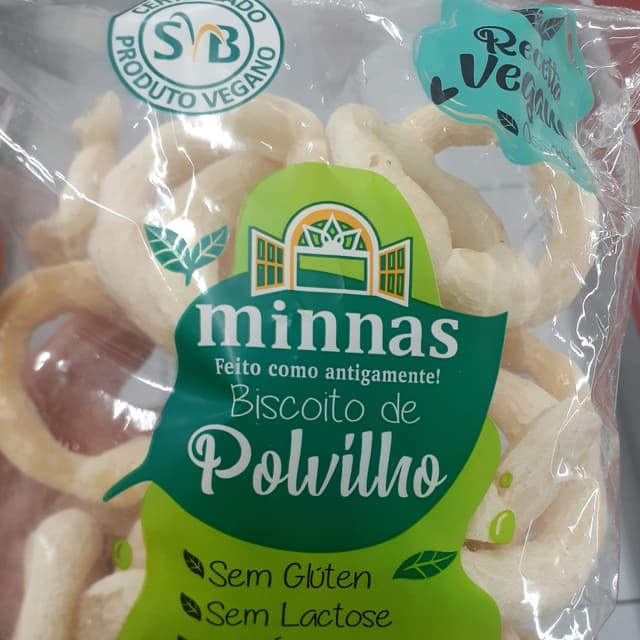 CERTIFICADO
SVB
PRODUTO VEGANO
Receita
Vegana
minnas
Feito como antigamente!
Biscoito de
Polvilho
Sem Glúten
Sem Lactose